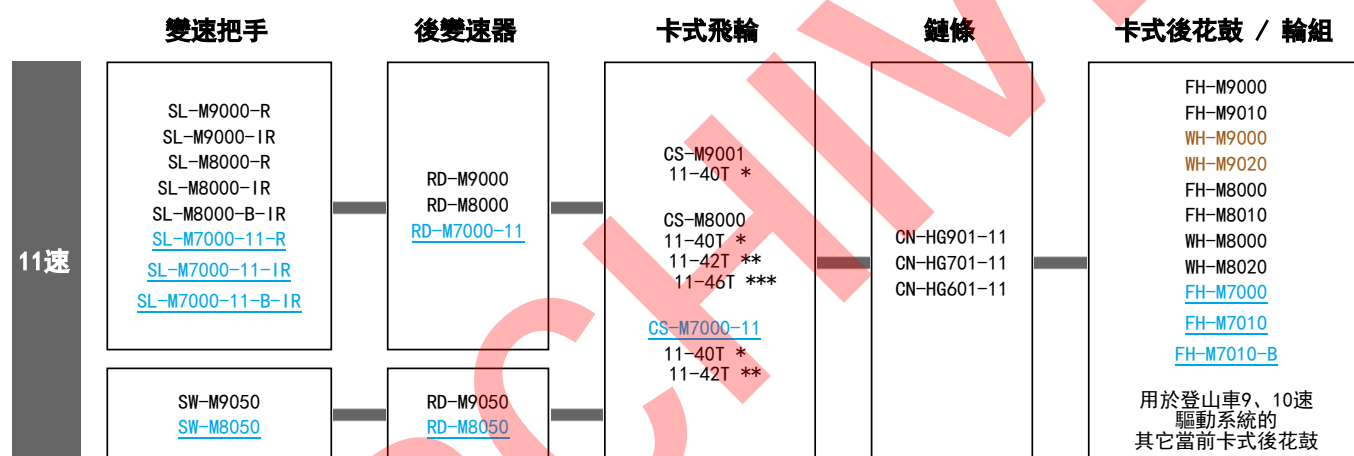 變速把手
後變速器
卡式飛輪
鏈條
卡式後花鼓 / 輪組
11速
SL-M9000-R
SL-M9000-IR
SL-M8000-R
SL-M8000-IR
SL-M8000-B-IR
SL-M7000-11-R
SL-M7000-11-IR
SL-M7000-11-B-IR
RD-M9000
RD-M8000
RD-M7000-11
SW-M9050
SW-M8050
RD-M9050
RD-M8050
CS-M9001
11-40T *
CS-M8000
11-40T *
11-42T **
11-46T ***
CS-M7000-11
11-40T *
11-42T **
CN-HG901-11
CN-HG701-11
CN-HG601-11
FH-M9000
FH-M9010
WH-M9000
WH-M9020
FH-M8000
FH-M8010
WH-M8000
WH-M8020
FH-M7000
FH-M7010
FH-M7010-B
用於登山車9、10速
驅動系統的
其它當前卡式後花鼓